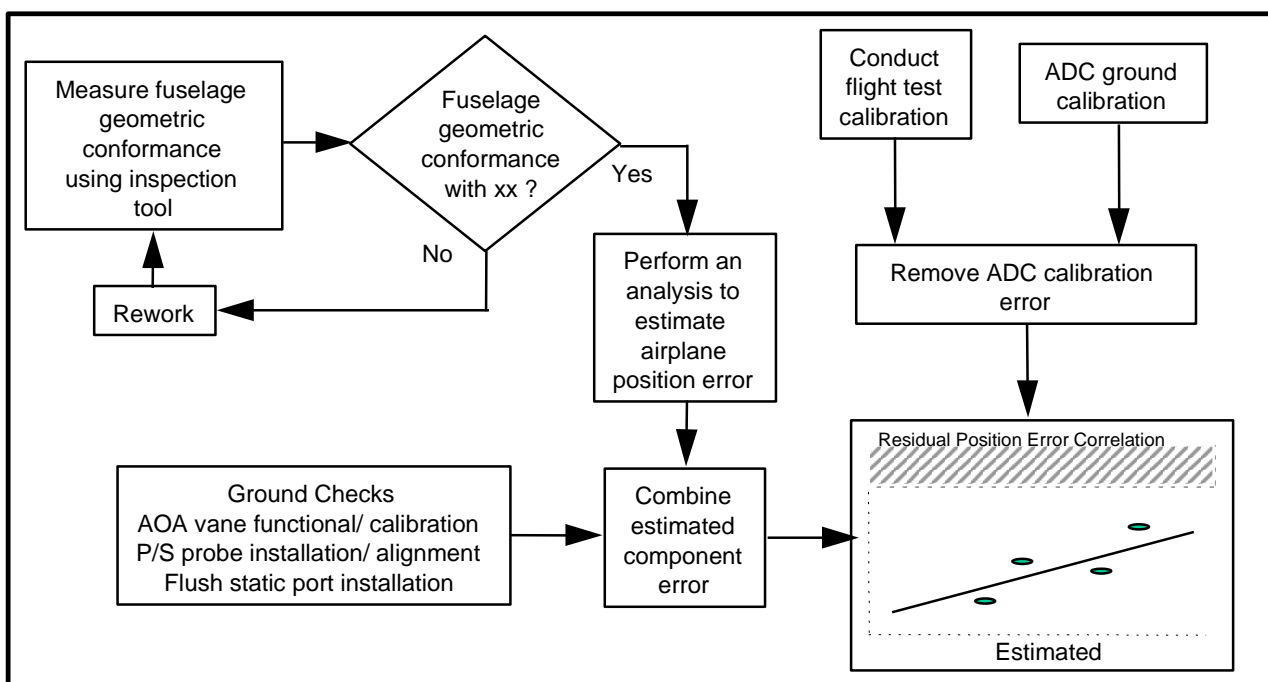 Measure fuselage
geometric
conformance
using inspection
tool
Fuselage
geometric
conformance
with xx ?
Yes
No
Rework
Perform an
analysis to
estimate
airplane
position error
Conduct
flight test
calibration
ADC ground
calibration
Remove ADC calibration
error
Ground Checks
AOA vane functional/ calibration
P/S probe installation/ alignment
Flush static port installation
Combine
estimated
component
error
Residual Position Error Correlation
Estimated